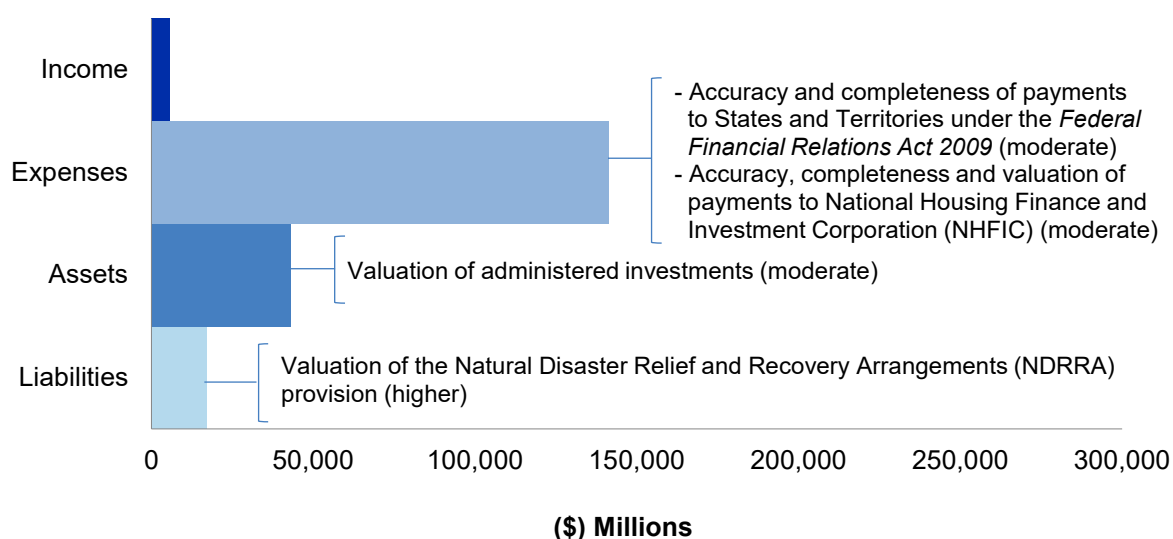 Income
Expenses
- Accuracy and completeness of payments
to States and Territories under the Federal
Financial Relations Act 2009 (moderate)
- Accuracy, completeness and valuation of
payments to National Housing Finance and
Investment Corporation (NHFIC) (moderate)
Assets
Valuation of administered investments (moderate)
Liabilities
Valuation of the Natural Disaster Relief and Recovery Arrangements (NDRRA)
provision (higher)
0 50,000 100,000 150,000 200,000 250,000 300,000
($) Millions